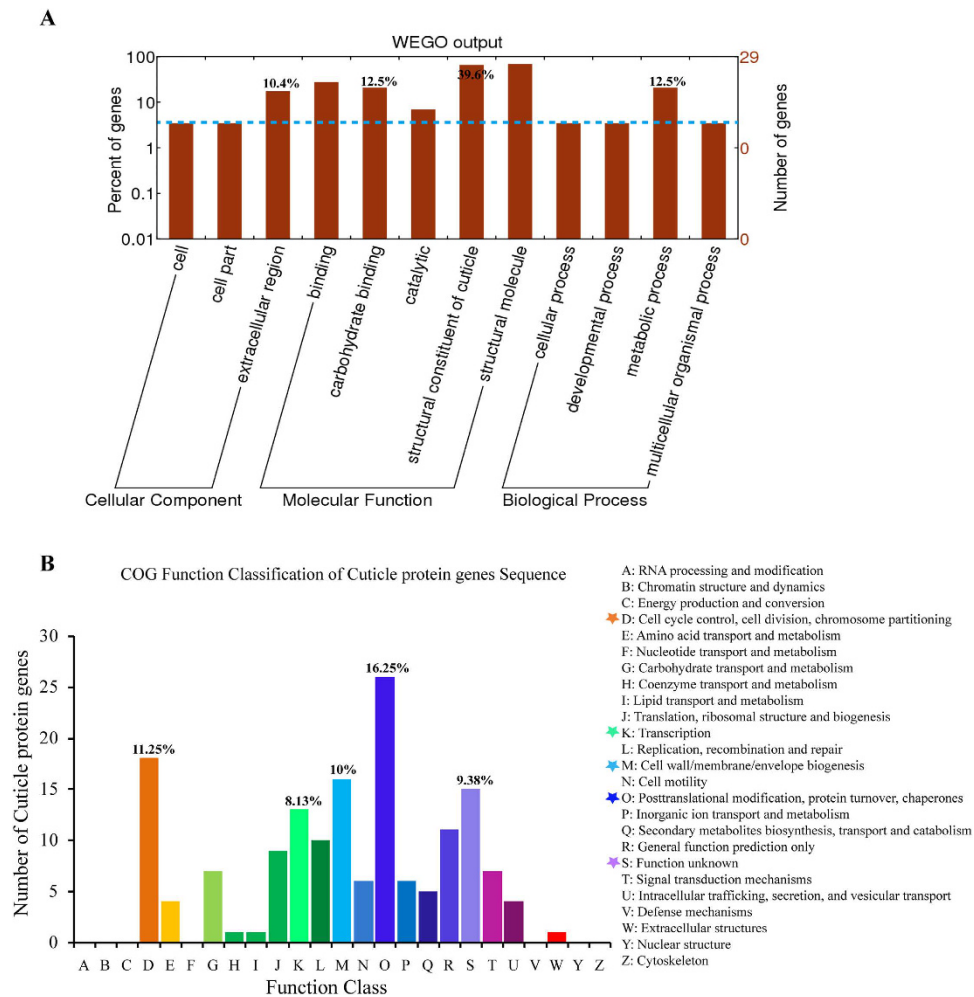 A
WEGO output
100
10
1
0.1
0.01
Percent of genes
29
0
0
Number of genes
10.4%
12.5%
39.6%
12.5%
cell
cell part
extracellular region
binding
carbohydrate binding
catalytic
structural constituent of cuticle
structural molecule
cellular process
developmental process
metabolic process
multicellular organismal process
Cellular Component
Molecular Function
Biological Process
B
COG Function Classification of Cuticle protein genes Sequence
Number of Cuticle protein genes
30
25
20
15
10
5
0
11.25%
8.13%
10%
16.25%
9.38%
A B C D E F G H I J K L M N O P Q R S T U V W Y Z
Function Class
A: RNA processing and modification
B: Chromatin structure and dynamics
C: Energy production and conversion
D: Cell cycle control, cell division, chromosome partitioning
E: Amino acid transport and metabolism
F: Nucleotide transport and metabolism
G: Carbohydrate transport and metabolism
H: Coenzyme transport and metabolism
I: Lipid transport and metabolism
J: Translation, ribosomal structure and biogenesis
K: Transcription
L: Replication, recombination and repair
M: Cell wall/membrane/envelope biogenesis
N: Cell motility
O: Posttranslational modification, protein turnover, chaperones
P: Inorganic ion transport and metabolism
Q: Secondary metabolites biosynthesis, transport and catabolism
R: General function prediction only
S: Function unknown
T: Signal transduction mechanisms
U: Intracellular trafficking, secretion, and vesicular transport
V: Defense mechanisms
W: Extracellular structures
Y: Nuclear structure
Z: Cytoskeleton